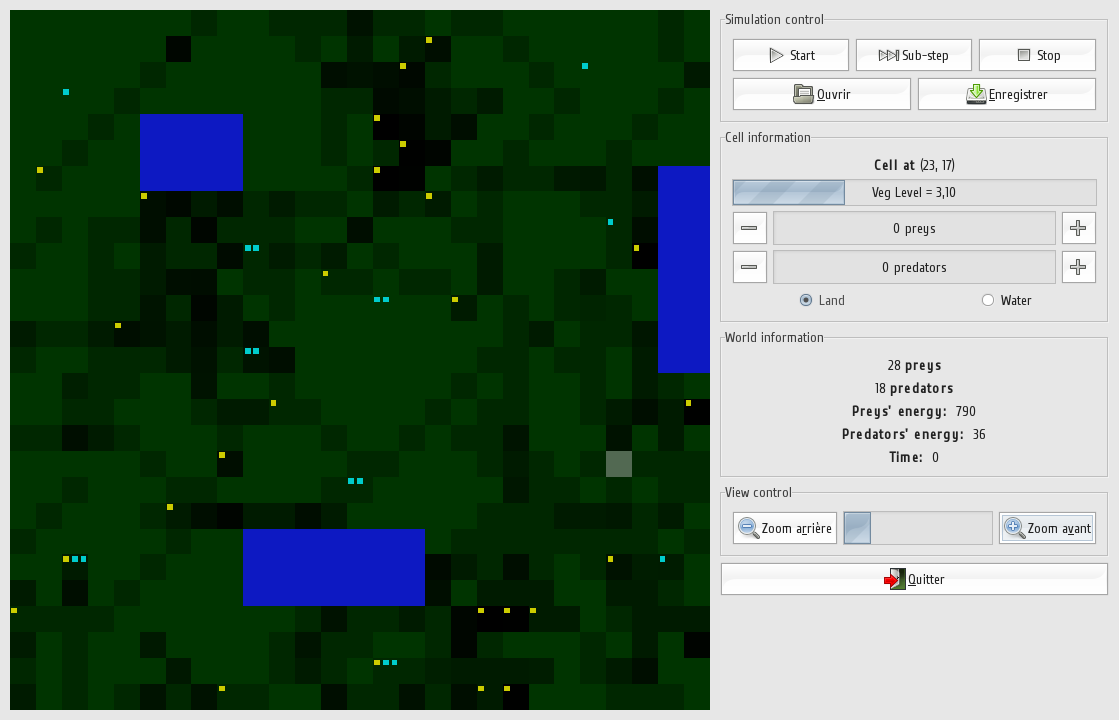 Simulation control
Start
Sub-step
Stop
Ouvrir
Enregistrer
Cell information
Cell at (23, 17)
Veg Level = 3,10
0 preys
0 predators
Land
Water
World information
28 preys
18 predators
Preys' energy: 790
Predators' energy: 36
Time: 0
View control
Zoom arrière
Zoom avant
Quitter